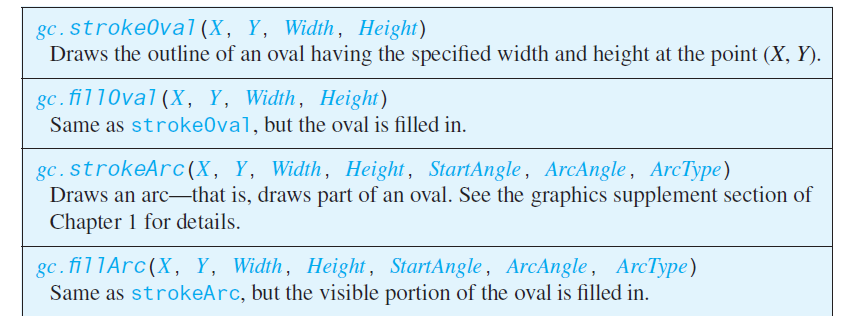 gc.strokeOval(X, Y, Width, Height)
Draws the outline of an oval having the specified width and height at the point (X, Y).
gc.fillOval(X, Y, Width, Height)
Same as strokeOval, but the oval is filled in.
gc.strokeArc(X, Y, Width, Height, StartAngle, ArcAngle, ArcType)
Draws an arc—that is, draws part of an oval. See the graphics supplement section of
Chapter 1 for details.
gc.fillArc(X, Y, Width, Height, StartAngle, ArcAngle, ArcType)
Same as strokeArc, but the visible portion of the oval is filled in.